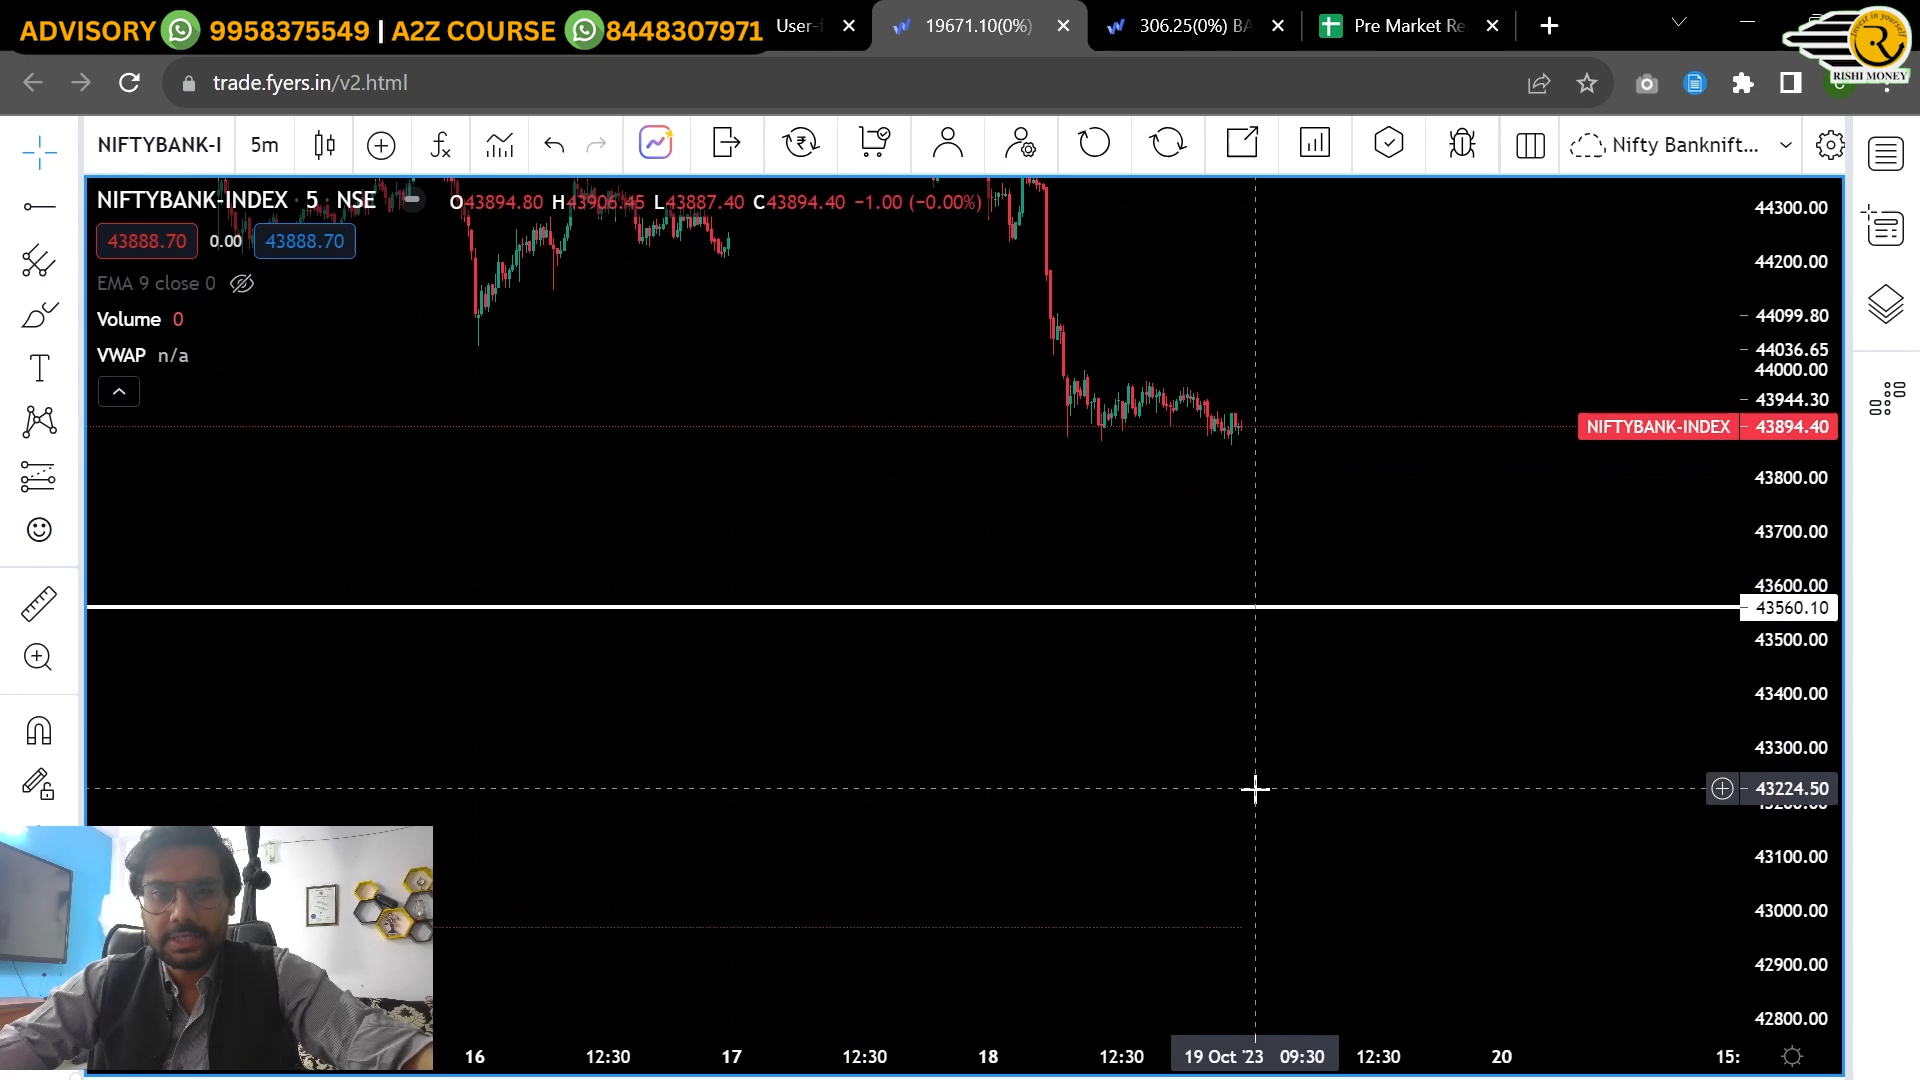 ADVISORY 9958375549 | A2Z COURSE 8448307971
User-
19671.10(0%)
306.25(0%) BA
Pre Market Re
RISHI MONEY
trade.fyers.in/v2.html
NIFTYBANK-I
5m
Nifty Banknift...
NIFTYBANK-INDEX · 5 · NSE
O43894.80 H43906.45 L43887.40 C43894.40 −1.00 (−0.00%)
43888.70 0.00 43888.70
EMA 9 close 0
Volume 0
VWAP n/a
44300.00
44200.00
44099.80
44036.65
44000.00
43944.30
NIFTYBANK-INDEX 43894.40
43800.00
43700.00
43600.00
43560.10
43500.00
43400.00
43300.00
43224.50
43100.00
43000.00
42900.00
42800.00
16 12:30 17 12:30 18 12:30 19 Oct '23 09:30 12:30 20 15: